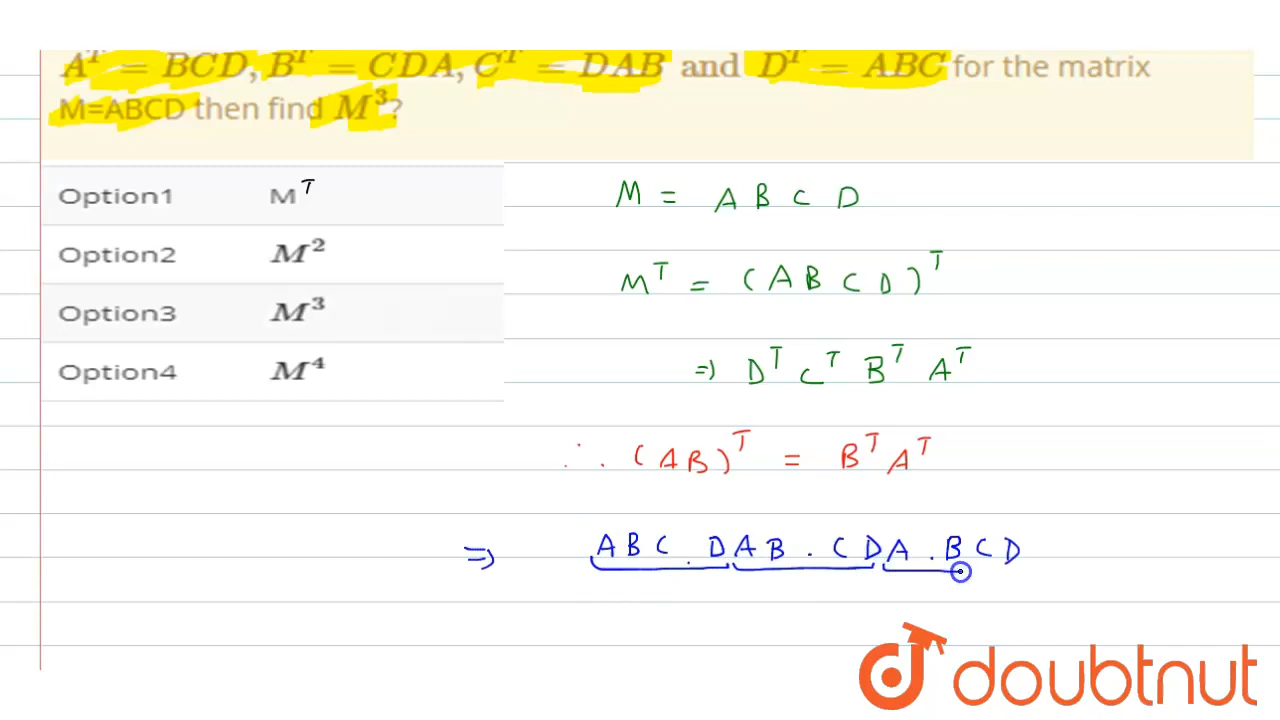 A^T = BCD, B^T = CDA, C^T = DAB and D^T = ABC for the matrix
M=ABCD then find M^3?
Option1 M^T
Option2 M^2
Option3 M^3
Option4 M^4
M = A B C D
M^T = (A B C D)^T
=) D^T C^T B^T A^T
∴ (A B)^T = B^T A^T
=> A B C . D A B . C D A . B C D
doubtnut